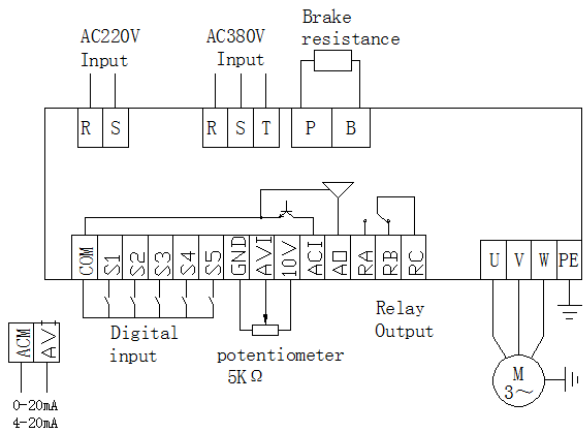 AC220V
Input
AC380V
Input
Brake
resistance
R S
R S T
P B
COM S1 S2 S3 S4 S5 GND AVI 10V ACI AO RA RB RC
U V W PE
Digital
input
potentiometer
5KΩ
Relay
Output
ACM AVI
0-20mA
4-20mA
M
3~